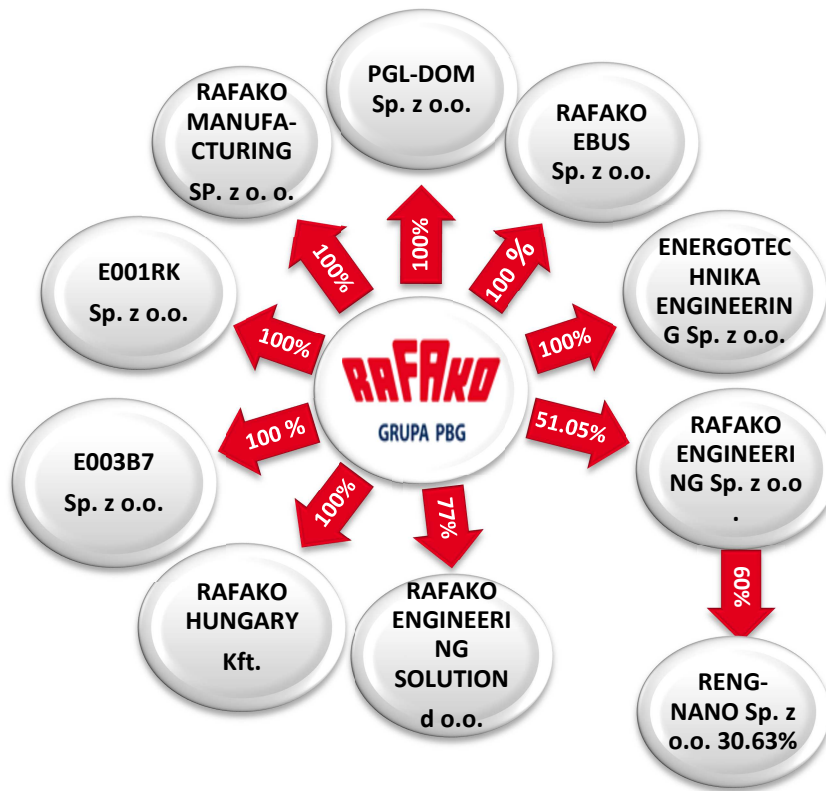 PGL-DOM
Sp. z o.o.
RAFAKO
MANUFA-
CTURING
SP. z o. o.
RAFAKO
EBUS
Sp. z o.o.
100%
100%
100 %
E001RK
Sp. z o.o.
ENERGOTEC
HNIKA
ENGINEERIN
G Sp. z o.o.
100%
100%
RAFAKO
GRUPA PBG
E003B7
Sp. z o.o.
100 %
51.05%
RAFAKO
ENGINEERI
NG Sp. z o.o
.
100%
77%
60%
RAFAKO
HUNGARY
Kft.
RAFAKO
ENGINEERI
NG
SOLUTION
d o.o.
RENG-
NANO Sp. z
o.o. 30.63%